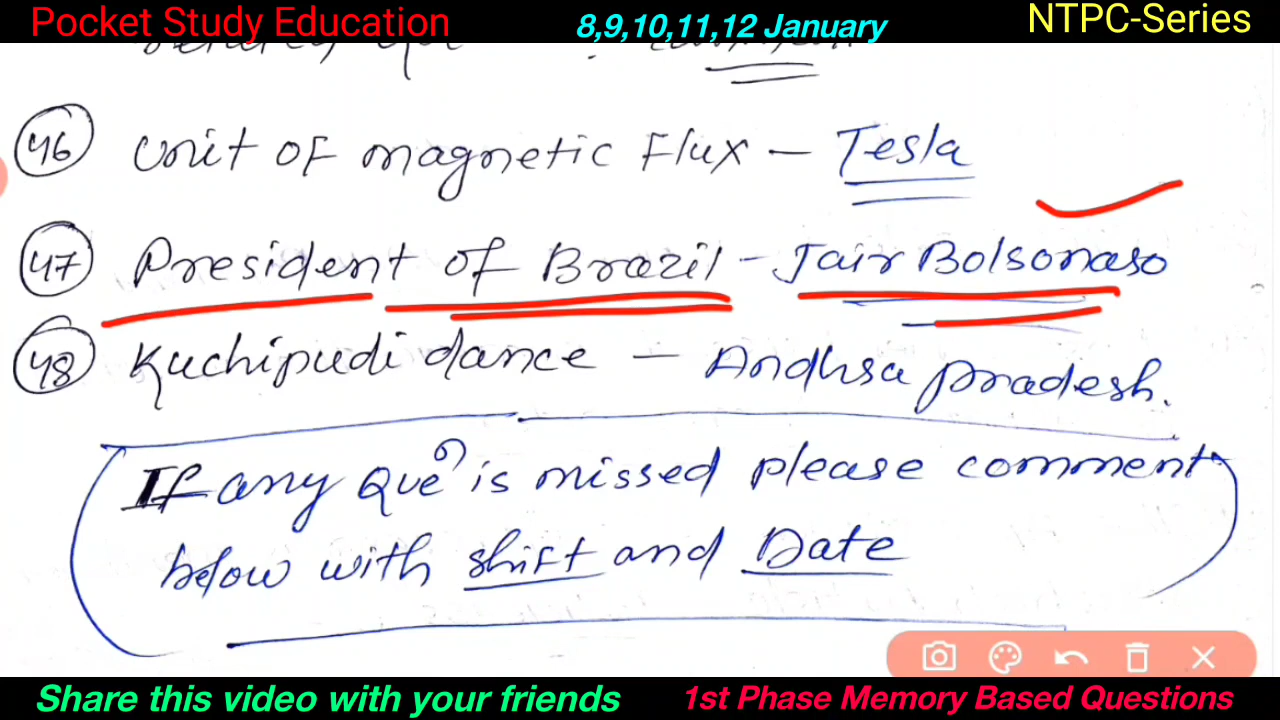 Pocket Study Education
8,9,10,11,12 January
NTPC-Series
46 Unit of magnetic Flux - Tesla
47 President of Brazil - Jair Bolsonaso
48 Kuchipudi dance - Andhsa pradesh.
If any Queⁿ is missed please comment
below with shift and Date
Share this video with your friends
1st Phase Memory Based Questions